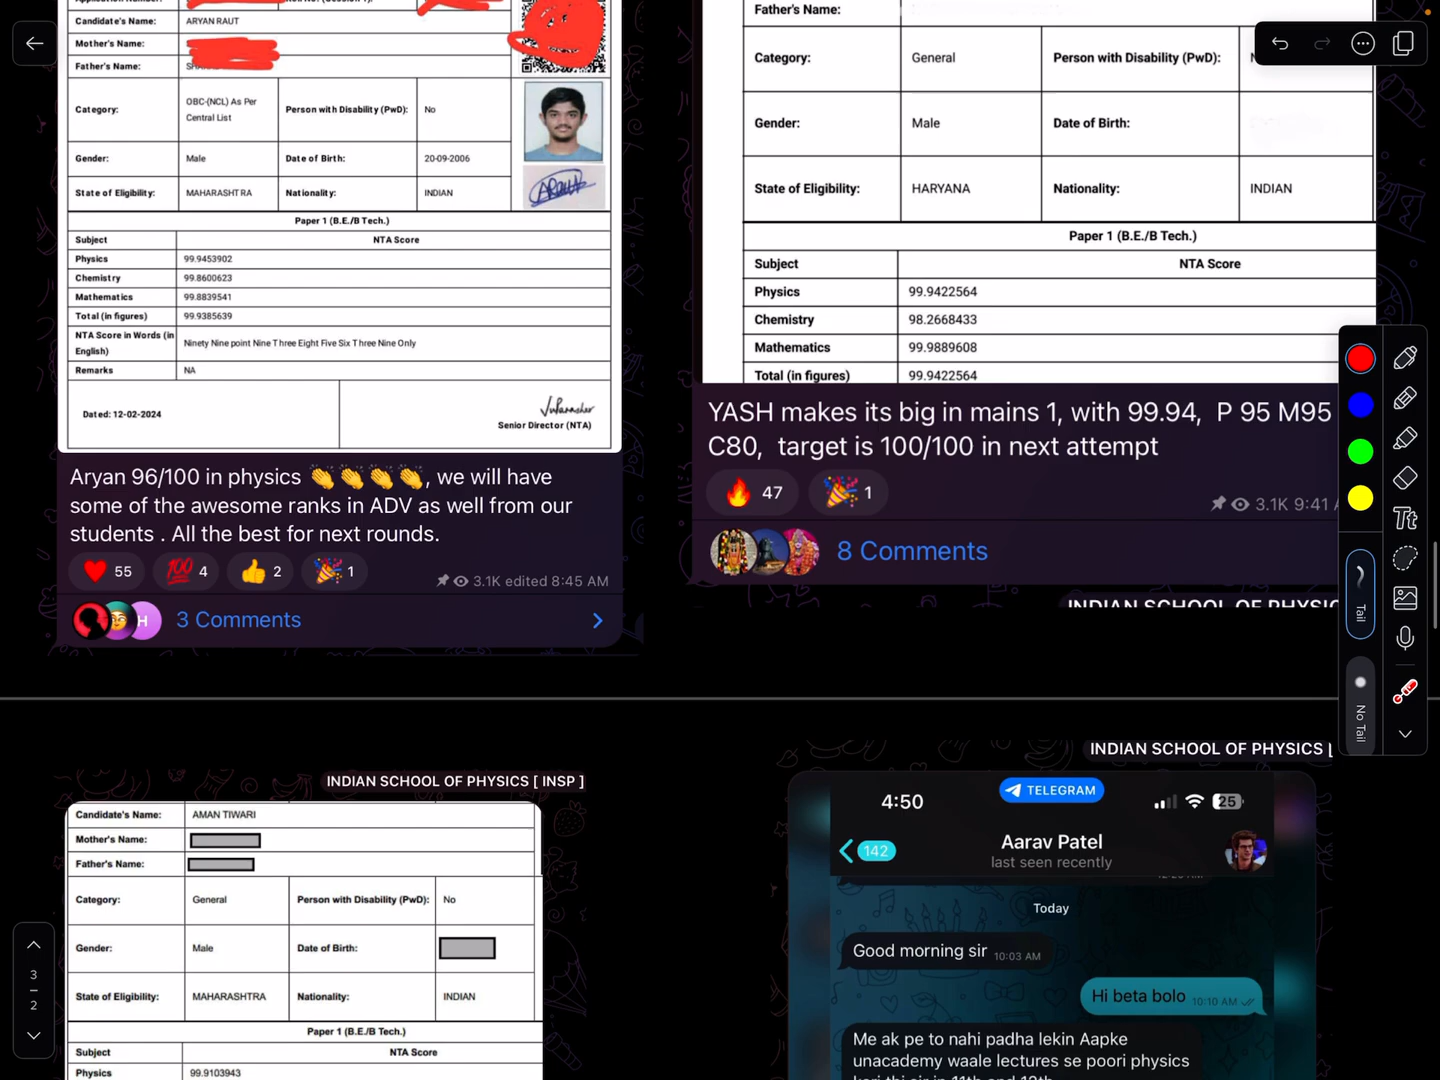 Candidate's Name: ARYAN RAUT
Mother's Name:
Father's Name:
Category: OBC-(NCL) As Per Central List Person with Disability (PwD): No
Gender: Male Date of Birth: 20-09-2006
State of Eligibility: MAHARASHTRA Nationality: INDIAN
Paper 1 (B.E./B Tech.)
Subject NTA Score
Physics 99.9453902
Chemistry 99.8600623
Mathematics 99.8839541
Total (in figures) 99.9385639
NTA Score in Words (in English) Ninety Nine point Nine Three Eight Five Six Three Nine Only
Remarks NA
Dated: 12-02-2024
Senior Director (NTA)
Aryan 96/100 in physics 👏👏👏👏, we will have
some of the awesome ranks in ADV as well from our
students . All the best for next rounds.
❤️ 55 💯 4 👍 2 🎉 1
3.1K edited 8:45 AM
H
3 Comments
Father's Name:
Category: General Person with Disability (PwD):
Gender: Male Date of Birth:
State of Eligibility: HARYANA Nationality: INDIAN
Paper 1 (B.E./B Tech.)
Subject NTA Score
Physics 99.9422564
Chemistry 98.2668433
Mathematics 99.9889608
Total (in figures) 99.9422564
YASH makes its big in mains 1, with 99.94, P 95 M95
C80, target is 100/100 in next attempt
🔥 47 🎉 1
3.1K 9:41
8 Comments
INDIAN SCHOOL OF PHYSIC
Tt
Tail
No Tail
INDIAN SCHOOL OF PHYSICS [ INSP ]
Candidate's Name: AMAN TIWARI
Mother's Name:
Father's Name:
Category: General Person with Disability (PwD): No
Gender: Male Date of Birth:
State of Eligibility: MAHARASHTRA Nationality: INDIAN
Paper 1 (B.E./B Tech.)
Subject NTA Score
Physics 99.9103943
3
2
INDIAN SCHOOL OF PHYSICS [
4:50
TELEGRAM
25
142
Aarav Patel
last seen recently
Today
Good morning sir 10:03 AM
Hi beta bolo 10:10 AM
Me ak pe to nahi padha lekin Aapke
unacademy waale lectures se poori physics